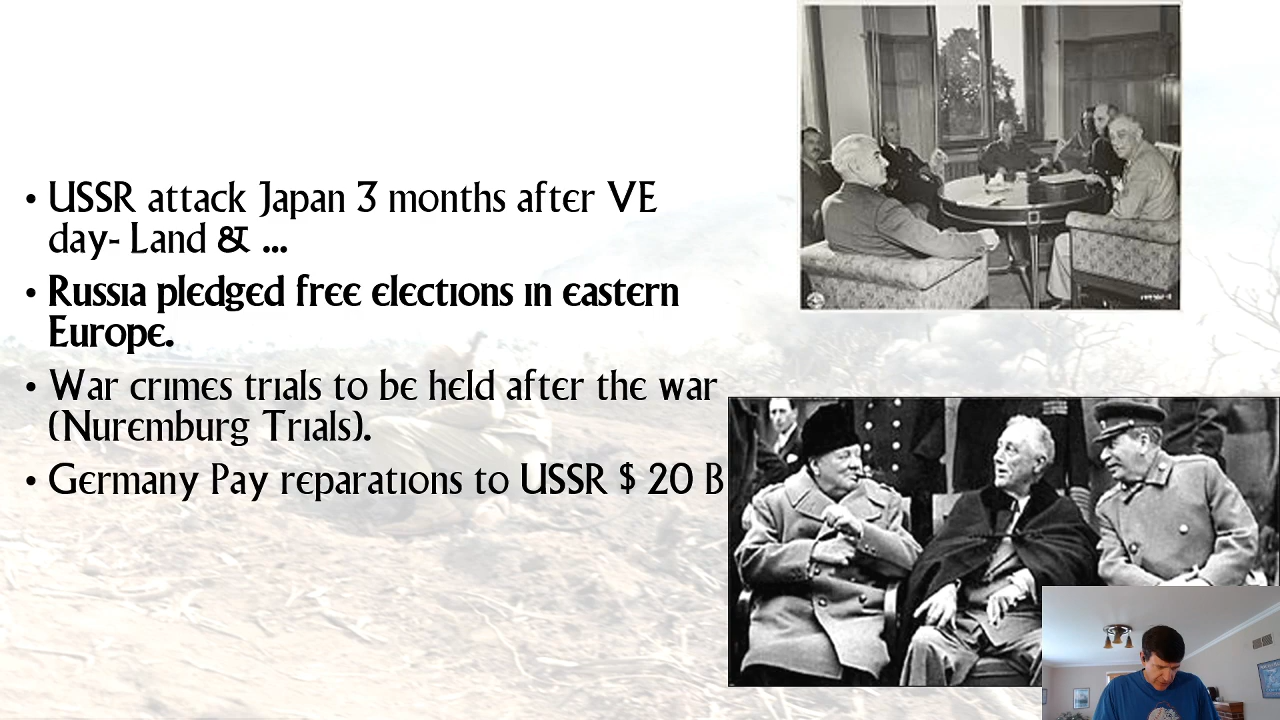 • USSR attack Japan 3 months after VE
day- Land & ...
• Russia pledged free elections in eastern
Europe.
• War crimes trials to be held after the war
(Nuremburg Trials).
• Germany Pay reparations to USSR $ 20 B